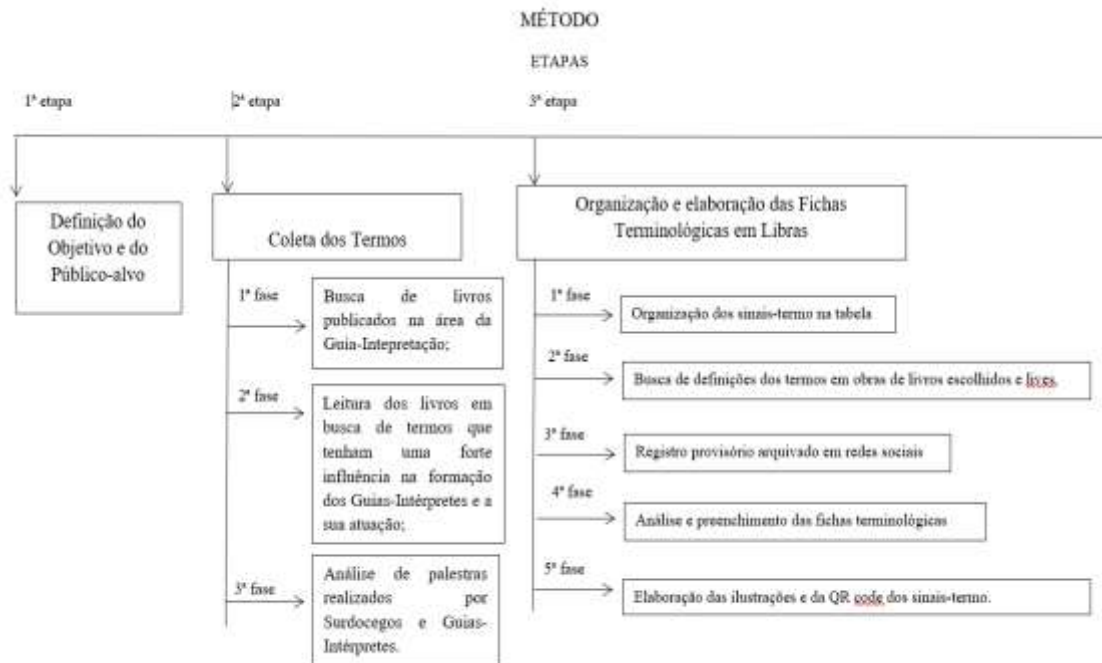 MÉTODO
ETAPAS
1ª etapa
2ª etapa
3ª etapa
Definição do
Objetivo e do
Público-alvo
Coleta dos Termos
1ª fase
Busca de livros
publicados na área da
Guia-Intepretação;
2ª fase
Leitura dos livros em
busca de termos que
tenham uma forte
influência na formação
dos Guias-Intérpretes e a
sua atuação;
3ª fase
Análise de palestras
realizados por
Surdocegos e Guias-
Intérpretes.
Organização e elaboração das Fichas
Terminológicas em Libras
1ª fase
Organização dos sinais-termo na tabela
2ª fase
Busca de definições dos termos em obras de livros escolhidos e lives.
3ª fase
Registro provisório arquivado em redes sociais
4ª fase
Análise e preenchimento das fichas terminológicas
5ª fase
Elaboração das ilustrações e da QR code dos sinais-termo.